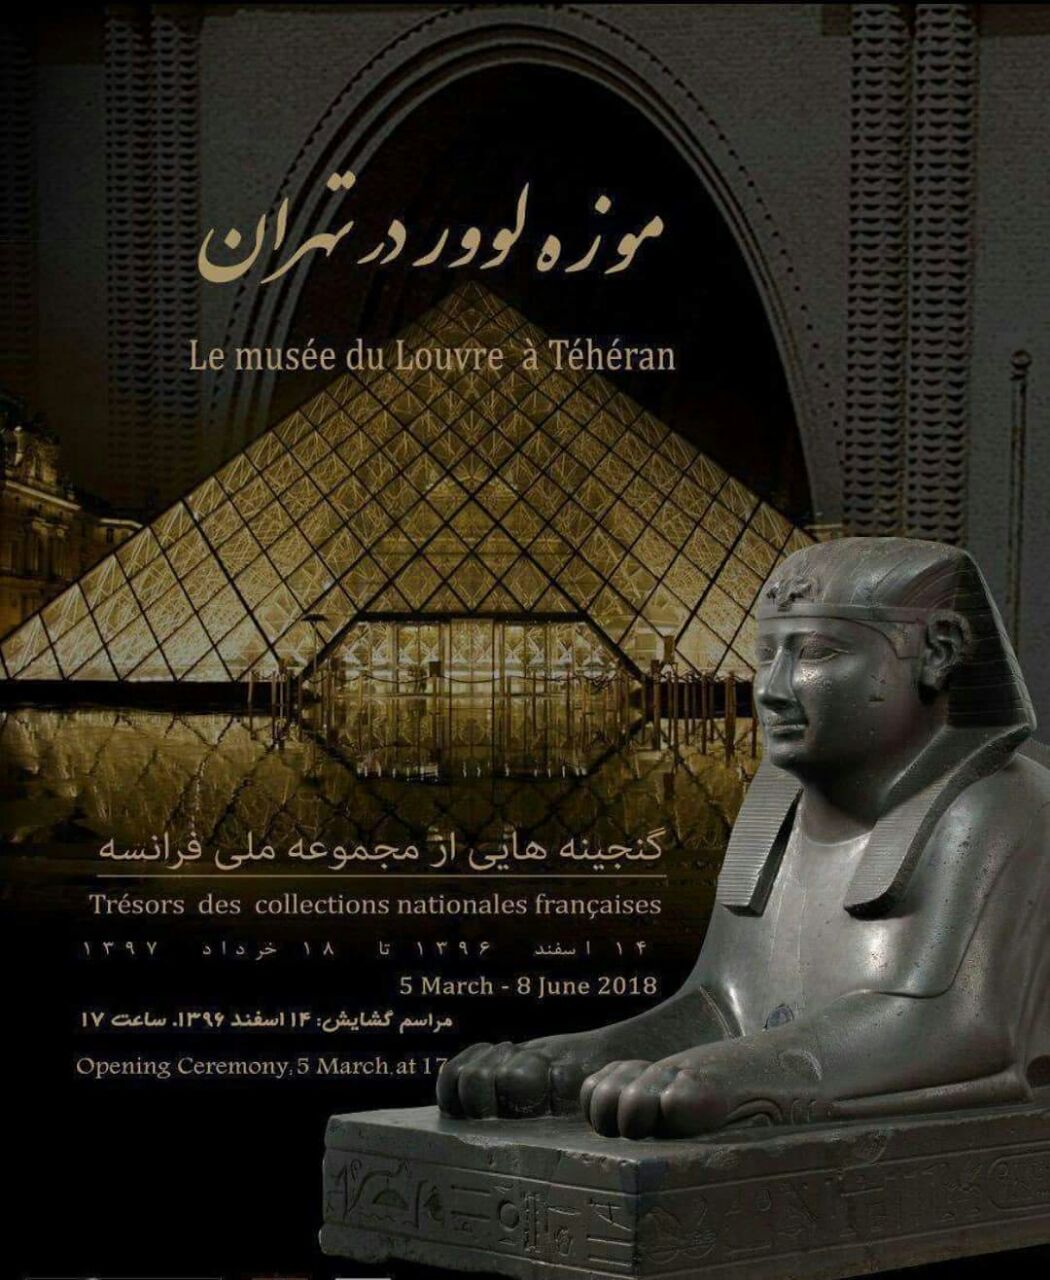 موزه لوور در تهران
Le musée du Louvre à Téhéran
گنجینه هایی از مجموعه ملی فرانسه
Trésors des collections nationales françaises
۱۴ اسفند ۱۳۹۶ تا ۱۸ خرداد ۱۳۹۷
5 March - 8 June 2018
مراسم گشایش: ۱۴ اسفند ۱۳۹۶، ساعت ۱۷
Opening Ceremony, 5 March, at 17